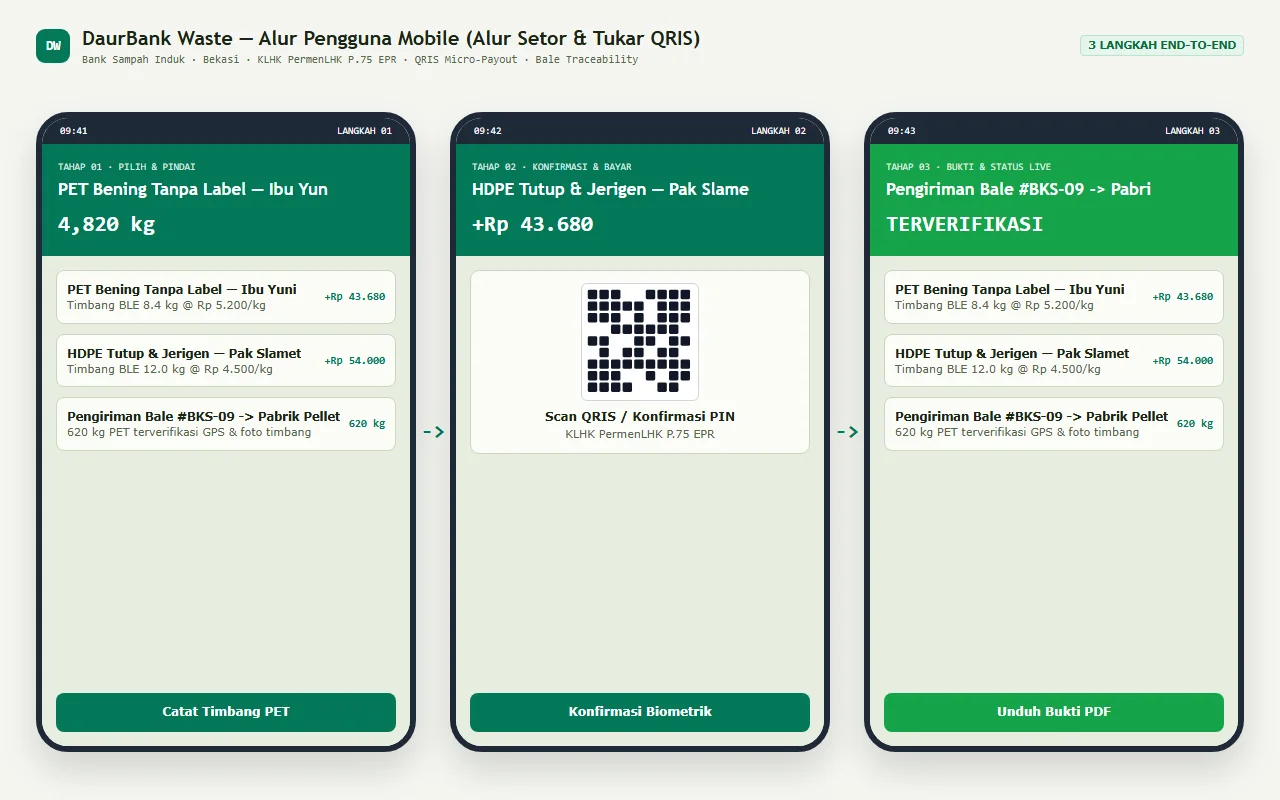 DW
DaurBank Waste — Alur Pengguna Mobile (Alur Setor & Tukar QRIS)
Bank Sampah Induk · Bekasi · KLHK PermenLHK P.75 EPR · QRIS Micro-Payout · Bale Traceability
3 LANGKAH END-TO-END
09:41
LANGKAH 01
TAHAP 01 · PILIH & PINDAI
PET Bening Tanpa Label — Ibu Yun
4,820 kg
PET Bening Tanpa Label — Ibu Yuni
Timbang BLE 8.4 kg @ Rp 5.200/kg
+Rp 43.680
HDPE Tutup & Jerigen — Pak Slamet
Timbang BLE 12.0 kg @ Rp 4.500/kg
+Rp 54.000
Pengiriman Bale #BKS-09 -> Pabrik Pellet
620 kg PET terverifikasi GPS & foto timbang
620 kg
Catat Timbang PET
->
09:42
LANGKAH 02
TAHAP 02 · KONFIRMASI & BAYAR
HDPE Tutup & Jerigen — Pak Slame
+Rp 43.680
Scan QRIS / Konfirmasi PIN
KLHK PermenLHK P.75 EPR
Konfirmasi Biometrik
->
09:43
LANGKAH 03
TAHAP 03 · BUKTI & STATUS LIVE
Pengiriman Bale #BKS-09 -> Pabri
TERVERIFIKASI
PET Bening Tanpa Label — Ibu Yuni
Timbang BLE 8.4 kg @ Rp 5.200/kg
+Rp 43.680
HDPE Tutup & Jerigen — Pak Slamet
Timbang BLE 12.0 kg @ Rp 4.500/kg
+Rp 54.000
Pengiriman Bale #BKS-09 -> Pabrik Pellet
620 kg PET terverifikasi GPS & foto timbang
620 kg
Unduh Bukti PDF